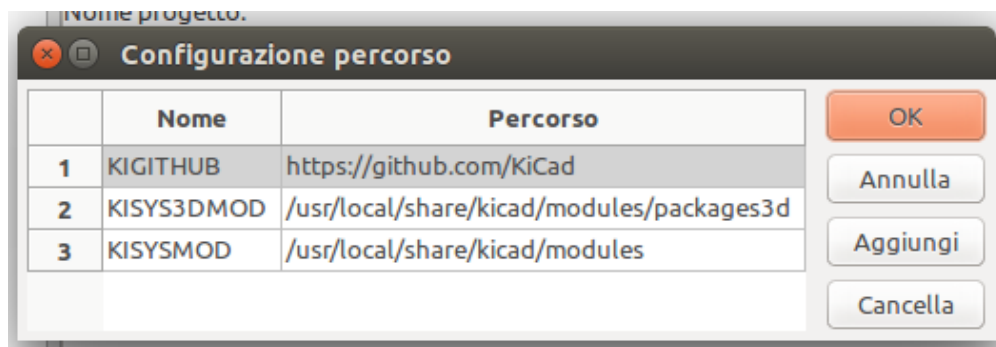 Nome progetto:
Configurazione percorso
Nome Percorso OK
1 KIGITHUB https://github.com/KiCad
Annulla
2 KISYS3DMOD /usr/local/share/kicad/modules/packages3d
3 KISYSMOD /usr/local/share/kicad/modules
Aggiungi
Cancella